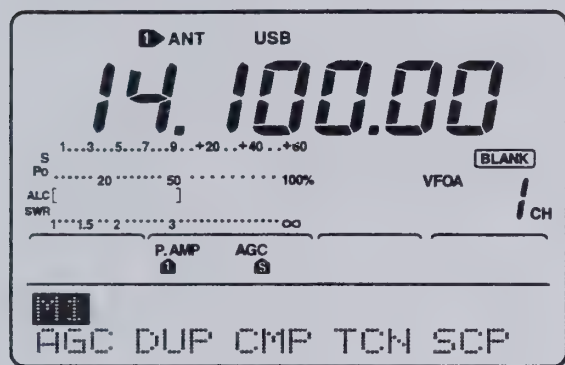 1 ANT USB
14.100.00
S 1...3...5...7...9..+20..+40..+60
BLANK
Po 20 50 100% VFOA
ALC [ ] 1 CH
SWR 1 1.5 2 3 ∞
P.AMP AGC
1 S
M1
AGC DUP CMP TCN SCP